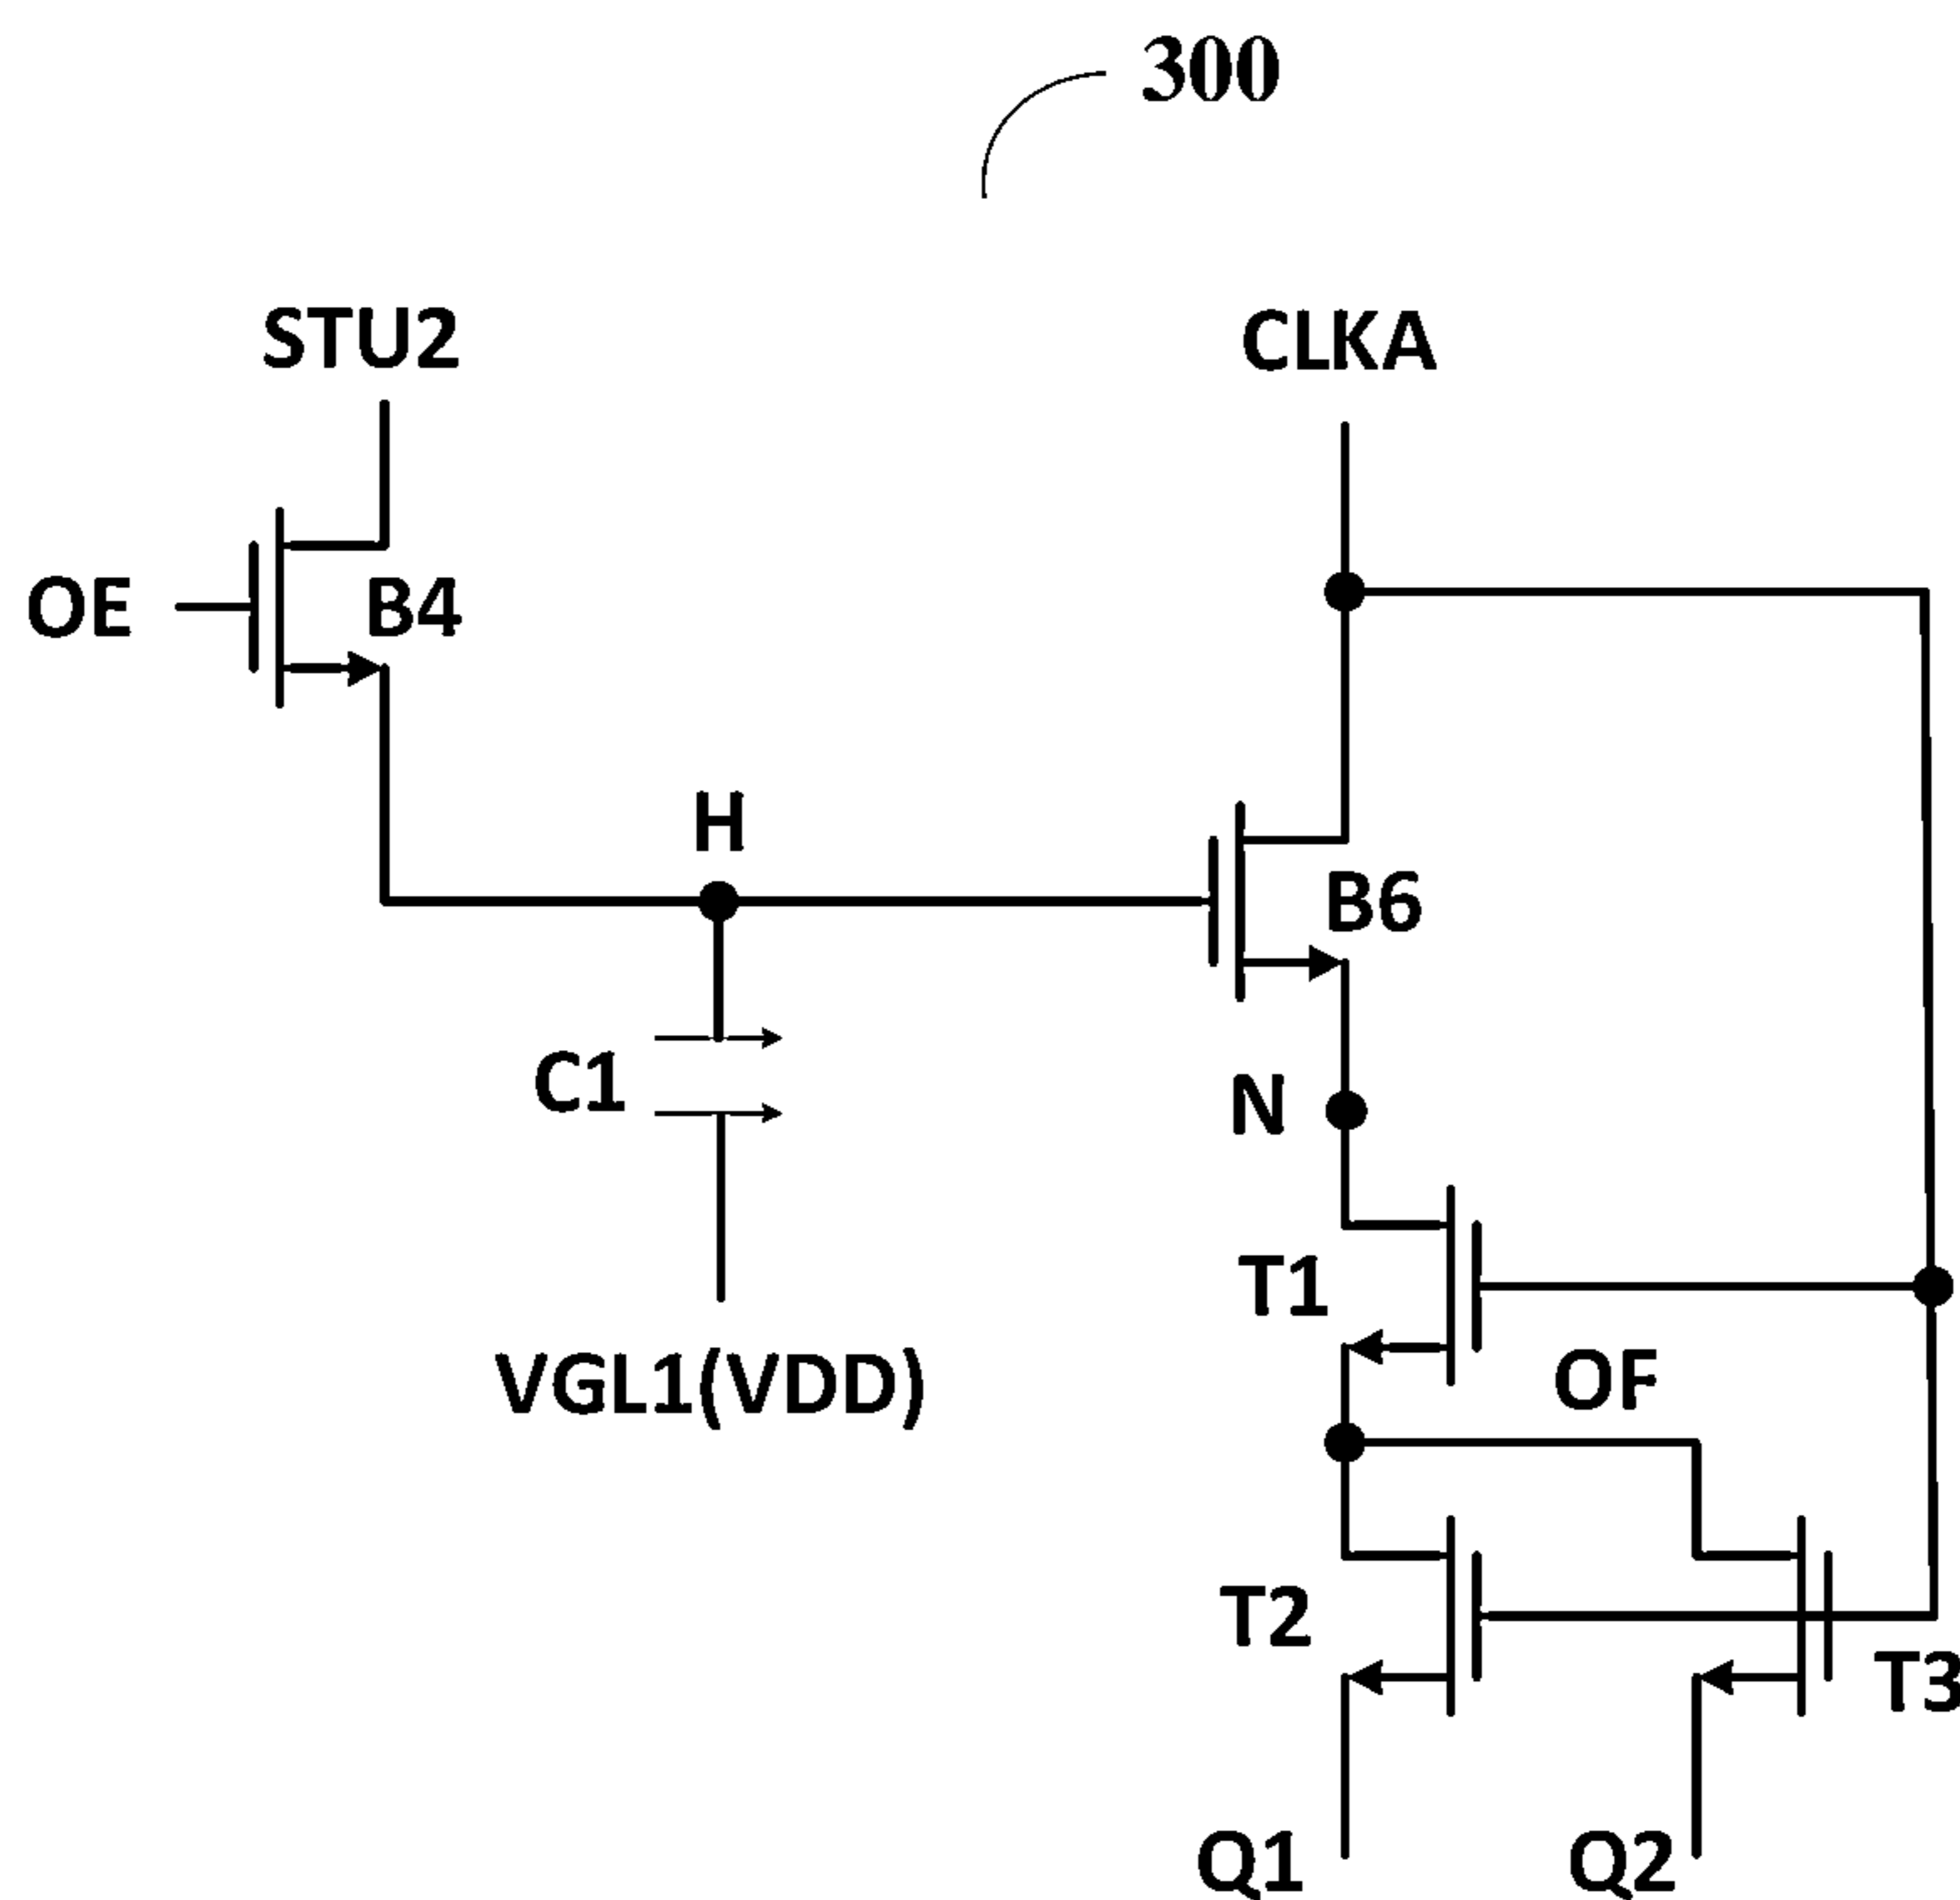 300
STU2
CLKA
OE
B4
H
B6
C1
N
T1
VGL1(VDD)
OF
T2
T3
Q1
Q2